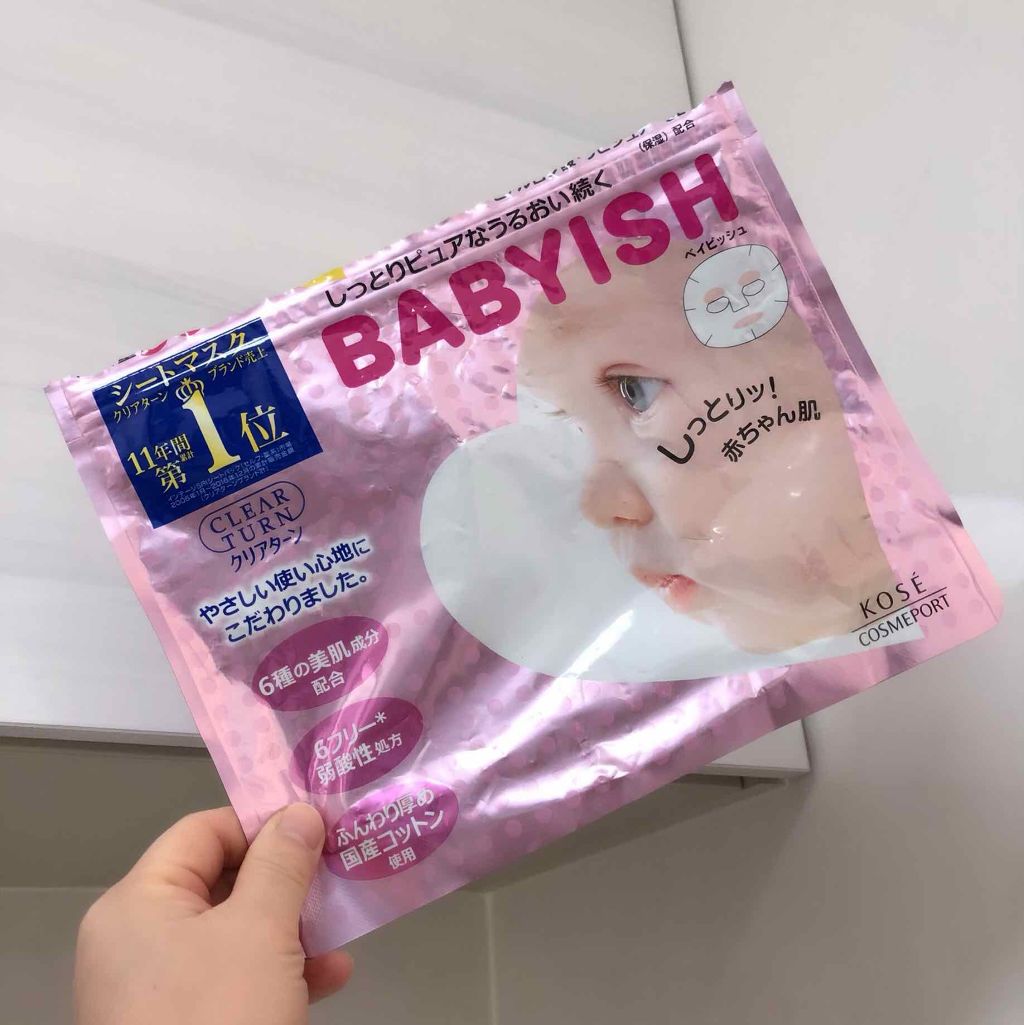 (保湿) 配合
しっとりピュアなうるおい続く
BABYISH
ベイビッシュ
シートマスク
クリアターン ブランド売上
11年間
累計
第1位
CLEAR
TURN
クリアターン
やさしい使い心地に
こだわりました。
しっとりッ!
赤ちゃん肌
6種の美肌成分
配合
6フリー*
弱酸性処方
ふんわり厚め
国産コットン
使用
KOSÉ
COSMEPORT